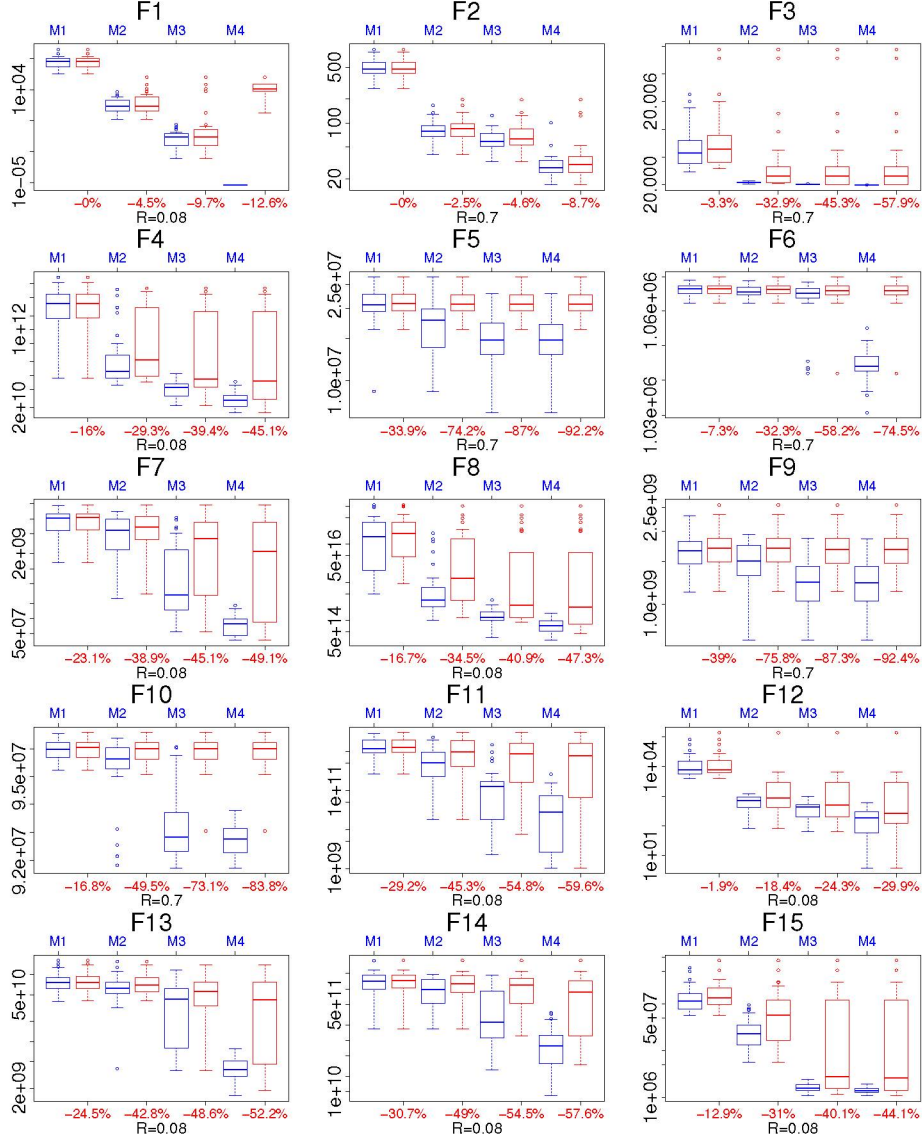 F1 F2 F3
M1 M2 M3 M4 M1 M2 M3 M4 M1 M2 M3 M4
1e−05 1e+04 20 100 500 20.000 20.006
−0% −4.5% −9.7% −12.6% −0% −2.5% −4.6% −8.7% −3.3% −32.9% −45.3% −57.9%
R=0.08 R=0.7 R=0.7
F4 F5 F6
M1 M2 M3 M4 M1 M2 M3 M4 M1 M2 M3 M4
2e+10 1e+12 1.0e+07 2.5e+07 1.03e+06 1.06e+06 1.06e+06
−16% −29.3% −39.4% −45.1% −33.9% −74.2% −87% −92.2% −7.3% −32.3% −58.2% −74.5%
R=0.08 R=0.7 R=0.7
F7 F8 F9
M1 M2 M3 M4 M1 M2 M3 M4 M1 M2 M3 M4
5e+07 2e+09 5e+14 5e+16 1.0e+09 2.5e+09
−23.1% −38.9% −45.1% −49.1% −16.7% −34.5% −40.9% −47.3% −39% −75.8% −87.3% −92.4%
R=0.08 R=0.08 R=0.7
F10 F11 F12
M1 M2 M3 M4 M1 M2 M3 M4 M1 M2 M3 M4
9.2e+07 9.5e+07 1e+09 1e+11 1e+01 1e+04
−16.8% −49.5% −73.1% −83.8% −29.2% −45.3% −54.8% −59.6% −1.9% −18.4% −24.3% −29.9%
R=0.7 R=0.08 R=0.08
F13 F14 F15
M1 M2 M3 M4 M1 M2 M3 M4 M1 M2 M3 M4
2e+09 5e+10 1e+10 5e+11 1e+06 5e+07
−24.5% −42.8% −48.6% −52.2% −30.7% −49% −54.5% −57.6% −12.9% −31% −40.1% −44.1%
R=0.08 R=0.08 R=0.08